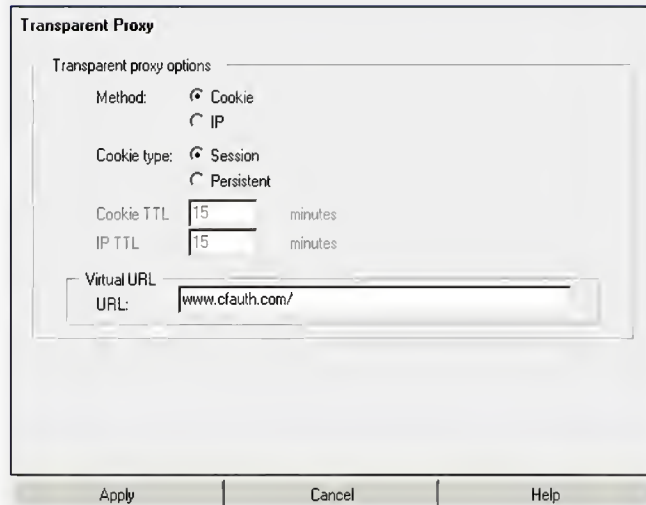 Transparent Proxy
Transparent proxy options
Method: Cookie
IP
Cookie type: Session
Persistent
Cookie TTL 15 minutes
IP TTL 15 minutes
Virtual URL
URL: www.cfauth.com/
Apply Cancel Help